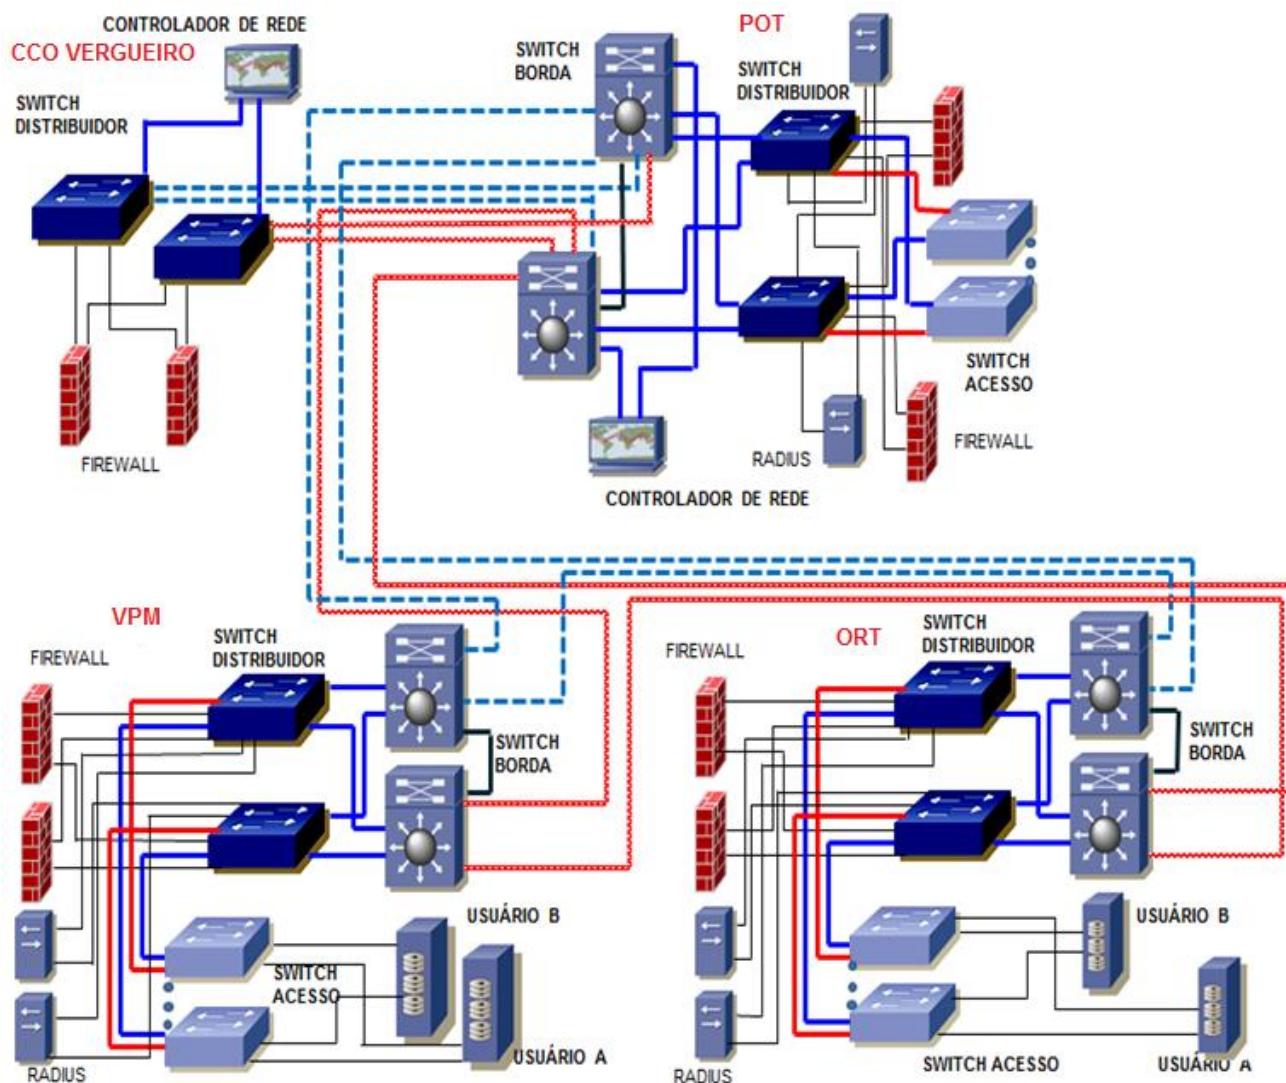 CONTROLADOR DE REDE
CCO VERGUEIRO
SWITCH
DISTRIBUIDOR
FIREWALL
SWITCH
BORDA
POT
SWITCH
DISTRIBUIDOR
SWITCH
ACESSO
RADIUS
FIREWALL
CONTROLADOR DE REDE
VPM
FIREWALL
SWITCH
DISTRIBUIDOR
SWITCH
BORDA
USUÁRIO B
SWITCH
ACESSO
USUÁRIO A
RADIUS
ORT
FIREWALL
SWITCH
DISTRIBUIDOR
SWITCH
BORDA
USUÁRIO B
SWITCH ACESSO
USUÁRIO A
RADIUS